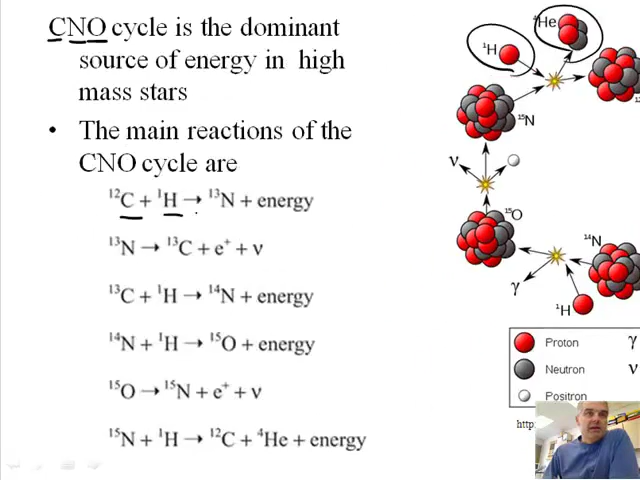 CNO cycle is the dominant
source of energy in high
mass stars
• The main reactions of the
CNO cycle are
¹²C + ¹H → ¹³N + energy
¹³N → ¹³C + e⁺ + ν
¹³C + ¹H → ¹⁴N + energy
¹⁴N + ¹H → ¹⁵O + energy
¹⁵O → ¹⁵N + e⁺ + ν
¹⁵N + ¹H → ¹²C + ⁴He + energy
He
¹H
¹⁵N
ν
¹⁵O
¹⁴N
γ
¹H
Proton γ
Neutron ν
Positron
http